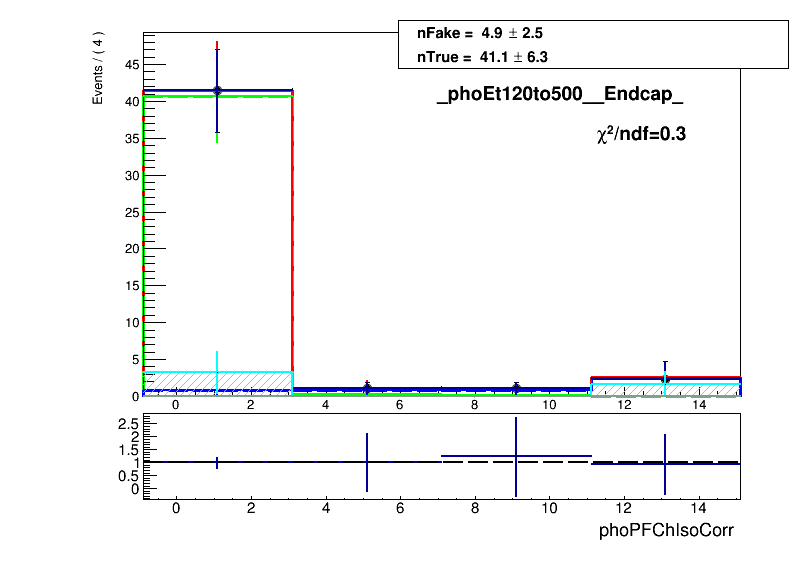 nFake = 4.9 ± 2.5
nTrue = 41.1 ± 6.3
Events / ( 4 )
_phoEt120to500__Endcap_
χ²/ndf=0.3
45
40
35
30
25
20
15
10
5
0
0 2 4 6 8 10 12 14
2.5
2
1.5
1
0.5
0
0 2 4 6 8 10 12 14
phoPFChIsoCorr